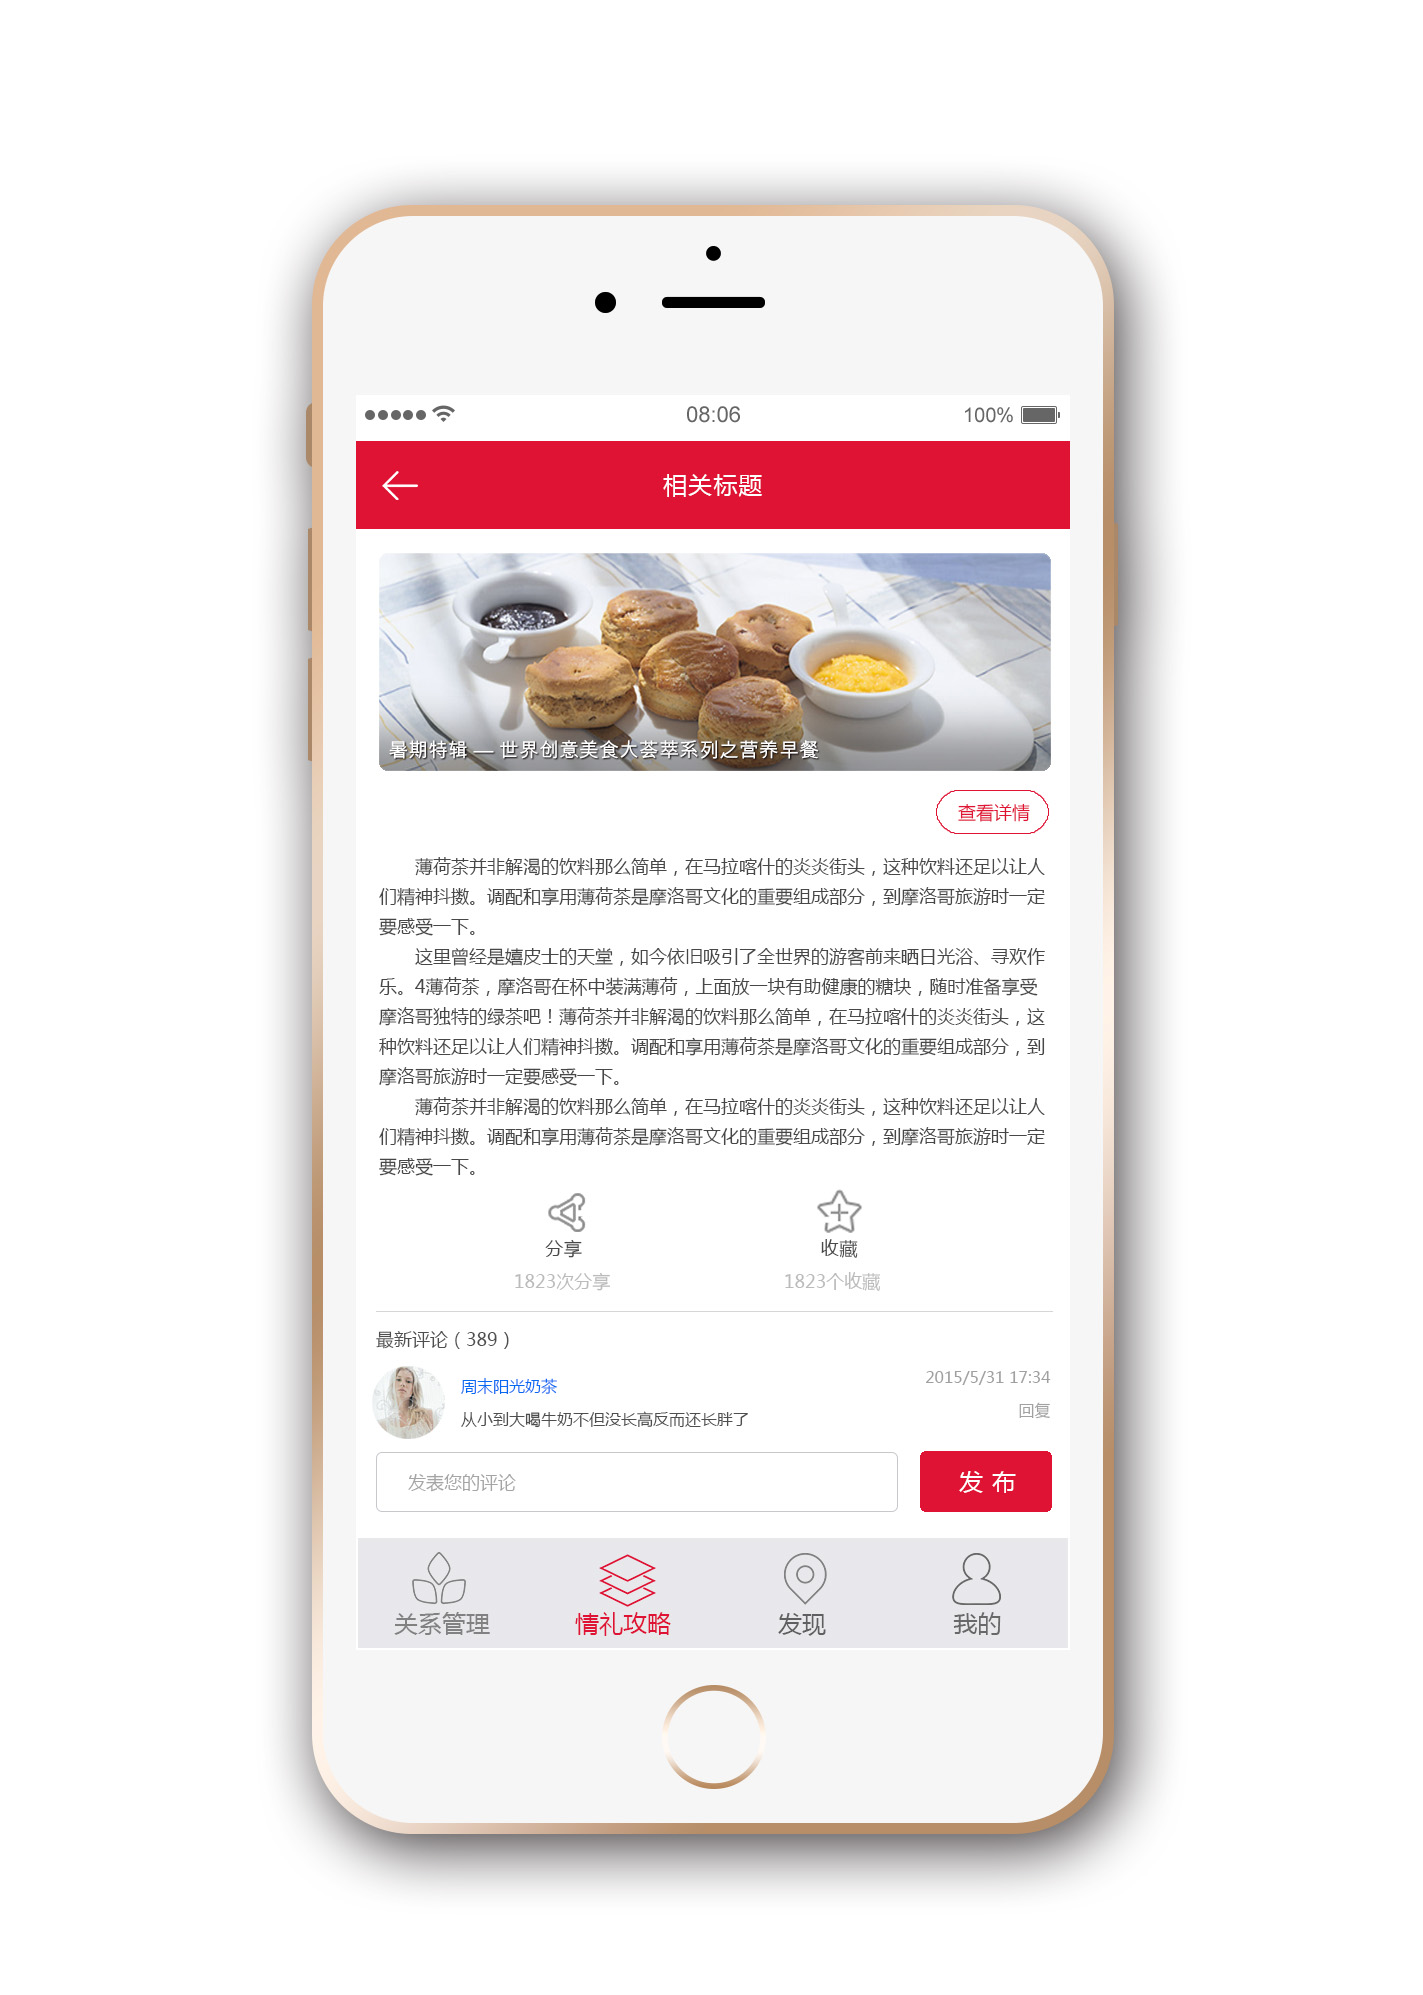 08:06
100%
相关标题
暑期特辑 — 世界创意美食大荟萃系列之营养早餐
查看详情
薄荷茶并非解渴的饮料那么简单，在马拉喀什的炎炎街头，这种饮料还足以让人
们精神抖擞。调配和享用薄荷茶是摩洛哥文化的重要组成部分，到摩洛哥旅游时一定
要感受一下。
这里曾经是嬉皮士的天堂，如今依旧吸引了全世界的游客前来晒日光浴、寻欢作
乐。4薄荷茶，摩洛哥在杯中装满薄荷，上面放一块有助健康的糖块，随时准备享受
摩洛哥独特的绿茶吧！薄荷茶并非解渴的饮料那么简单，在马拉喀什的炎炎街头，这
种饮料还足以让人们精神抖擞。调配和享用薄荷茶是摩洛哥文化的重要组成部分，到
摩洛哥旅游时一定要感受一下。
薄荷茶并非解渴的饮料那么简单，在马拉喀什的炎炎街头，这种饮料还足以让人
们精神抖擞。调配和享用薄荷茶是摩洛哥文化的重要组成部分，到摩洛哥旅游时一定
要感受一下。
分享 收藏
1823次分享 1823个收藏
最新评论（389）
周末阳光奶茶 2015/5/31 17:34
从小到大喝牛奶不但没长高反而还长胖了 回复
发表您的评论 发 布
关系管理 情礼攻略 发现 我的